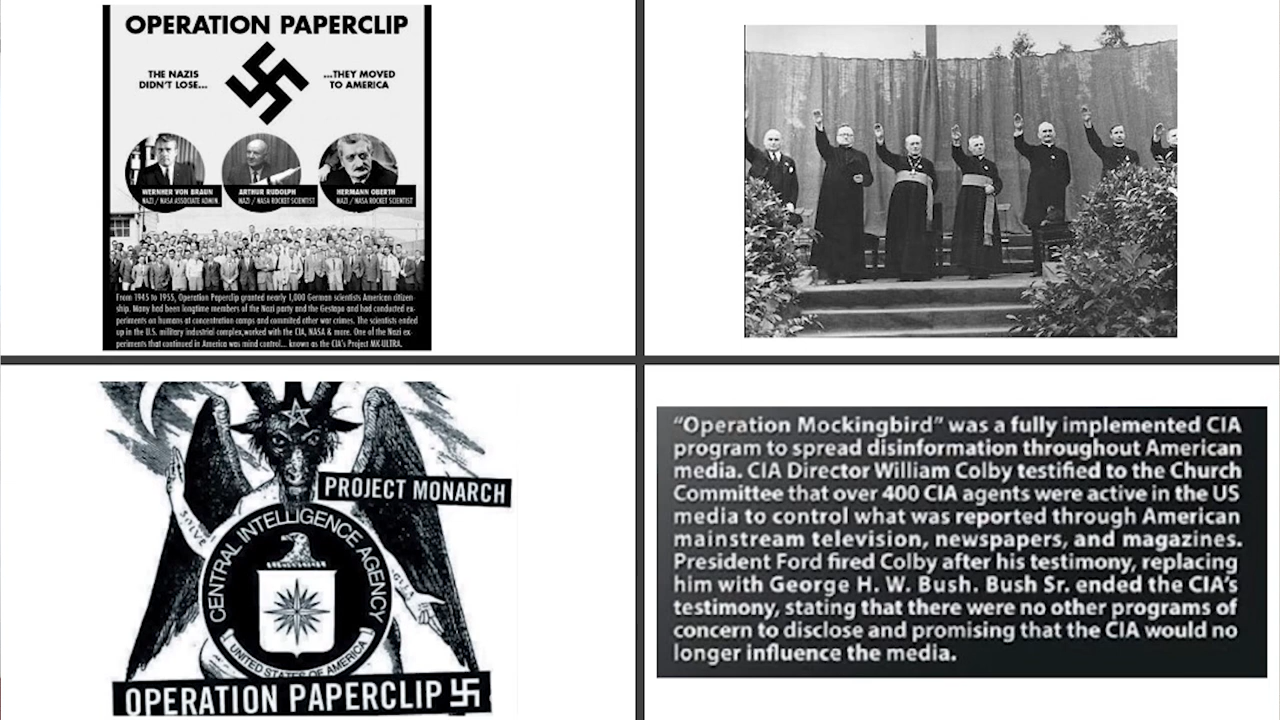 OPERATION PAPERCLIP
THE NAZIS
DIDN'T LOSE...
...THEY MOVED
TO AMERICA
WERNHER VON BRAUN
NAZI / NASA ASSOCIATE ADMIN.
ARTHUR RUDOLPH
NAZI / NASA ROCKET SCIENTIST
HERMANN OBERTH
NAZI / NASA ROCKET SCIENTIST
From 1945 to 1955, Operation Paperclip granted nearly 1,000 German scientists American citizen-
ship. Many had been longtime members of the Nazi party and the Gestapo and had conducted ex-
periments on humans at concentration camps and commited other war crimes. The scientists ended
up in the U.S. military industrial complex,worked with the CIA, NASA & more. One of the Nazi ex-
periments that continued in America was mind control... known as the CIA's Project MK-ULTRA.
PROJECT MONARCH
SOLVE
CENTRAL INTELLIGENCE AGENCY
UNITED STATES OF AMERICA
OPERATION PAPERCLIP
"Operation Mockingbird" was a fully implemented CIA
program to spread disinformation throughout American
media. CIA Director William Colby testified to the Church
Committee that over 400 CIA agents were active in the US
media to control what was reported through American
mainstream television, newspapers, and magazines.
President Ford fired Colby after his testimony, replacing
him with George H. W. Bush. Bush Sr. ended the CIA's
testimony, stating that there were no other programs of
concern to disclose and promising that the CIA would no
longer influence the media.